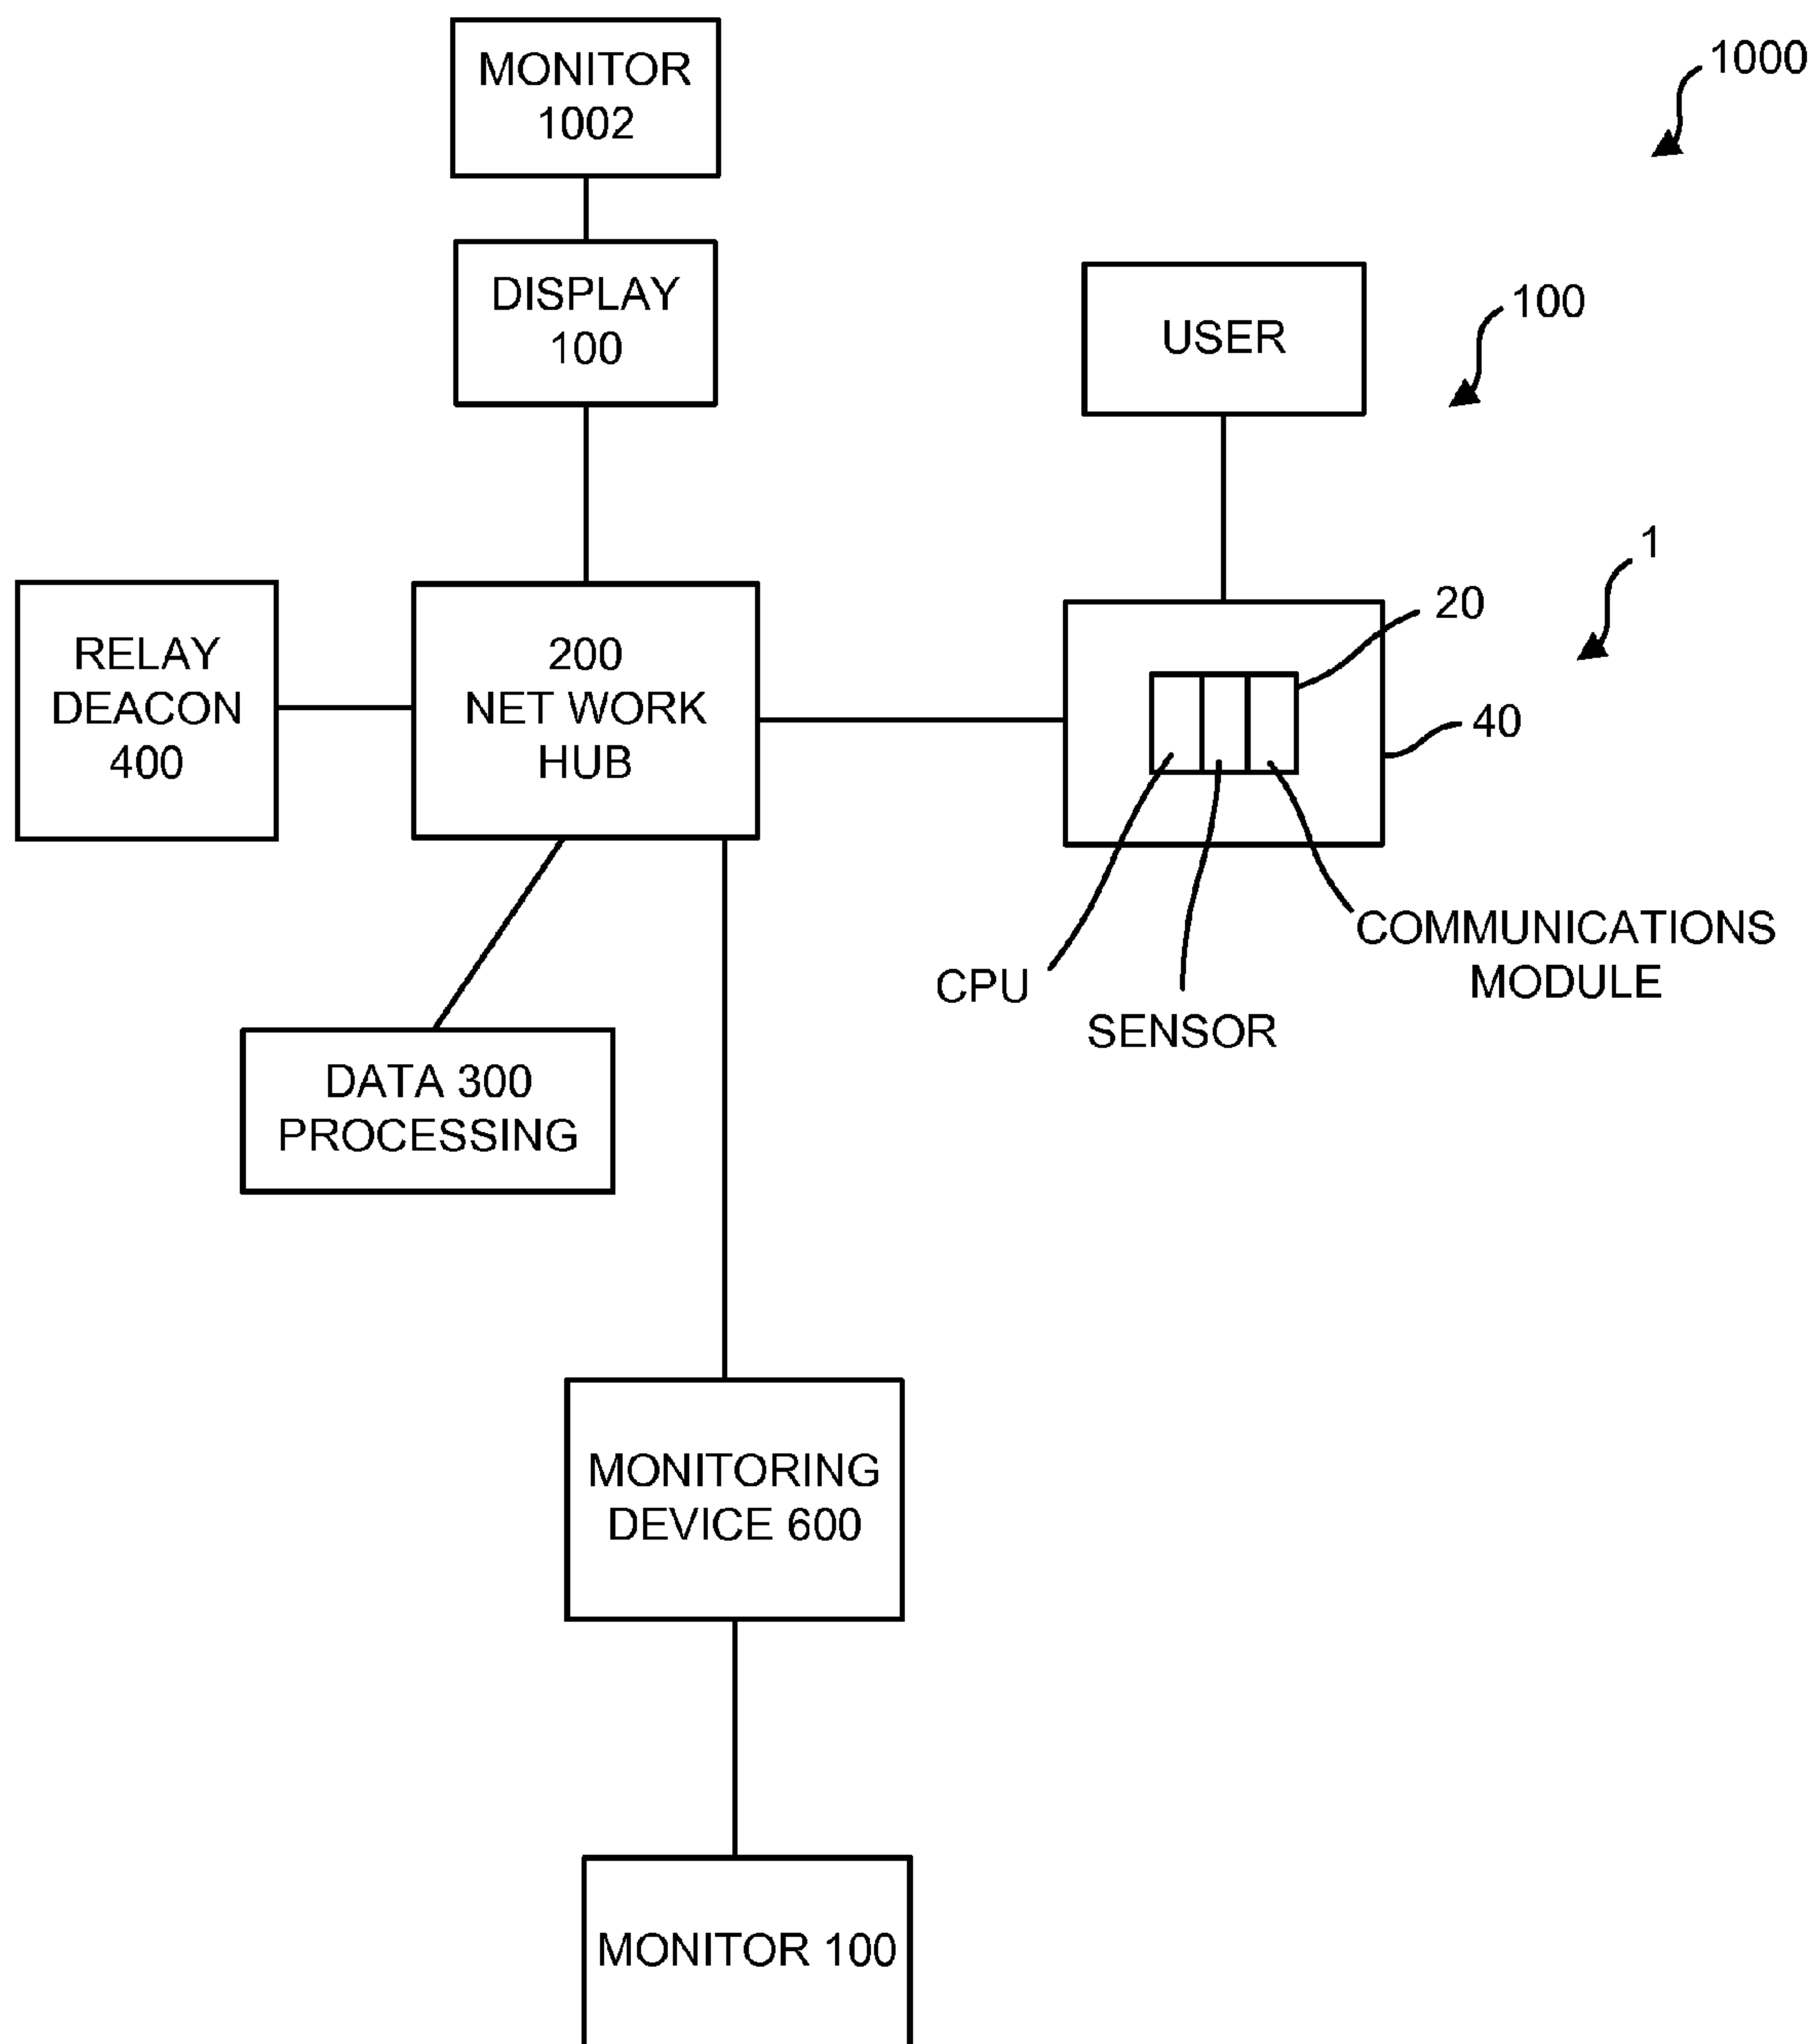 MONITOR
1002
1000
DISPLAY
100
USER
100
1
20
RELAY
DEACON
400
200
NET WORK
HUB
40
COMMUNICATIONS
MODULE
CPU
SENSOR
DATA 300
PROCESSING
MONITORING
DEVICE 600
MONITOR 100